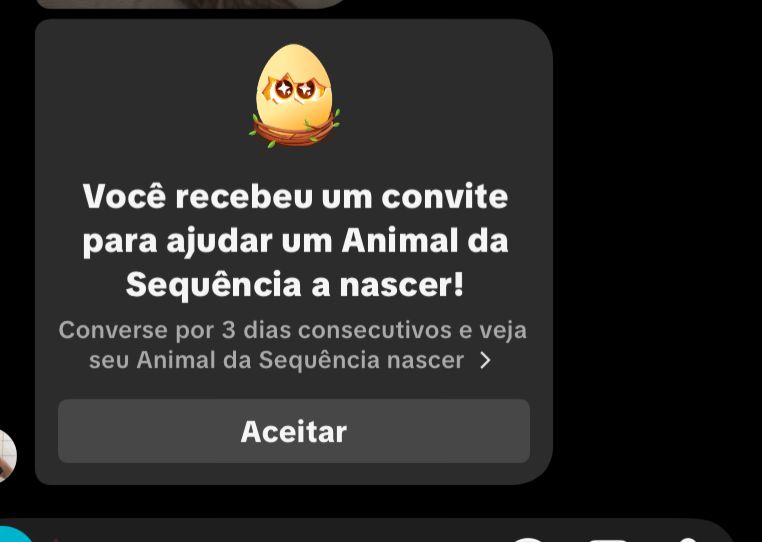 Você recebeu um convite
para ajudar um Animal da
Sequência a nascer!
Converse por 3 dias consecutivos e veja
seu Animal da Sequência nascer >
Aceitar